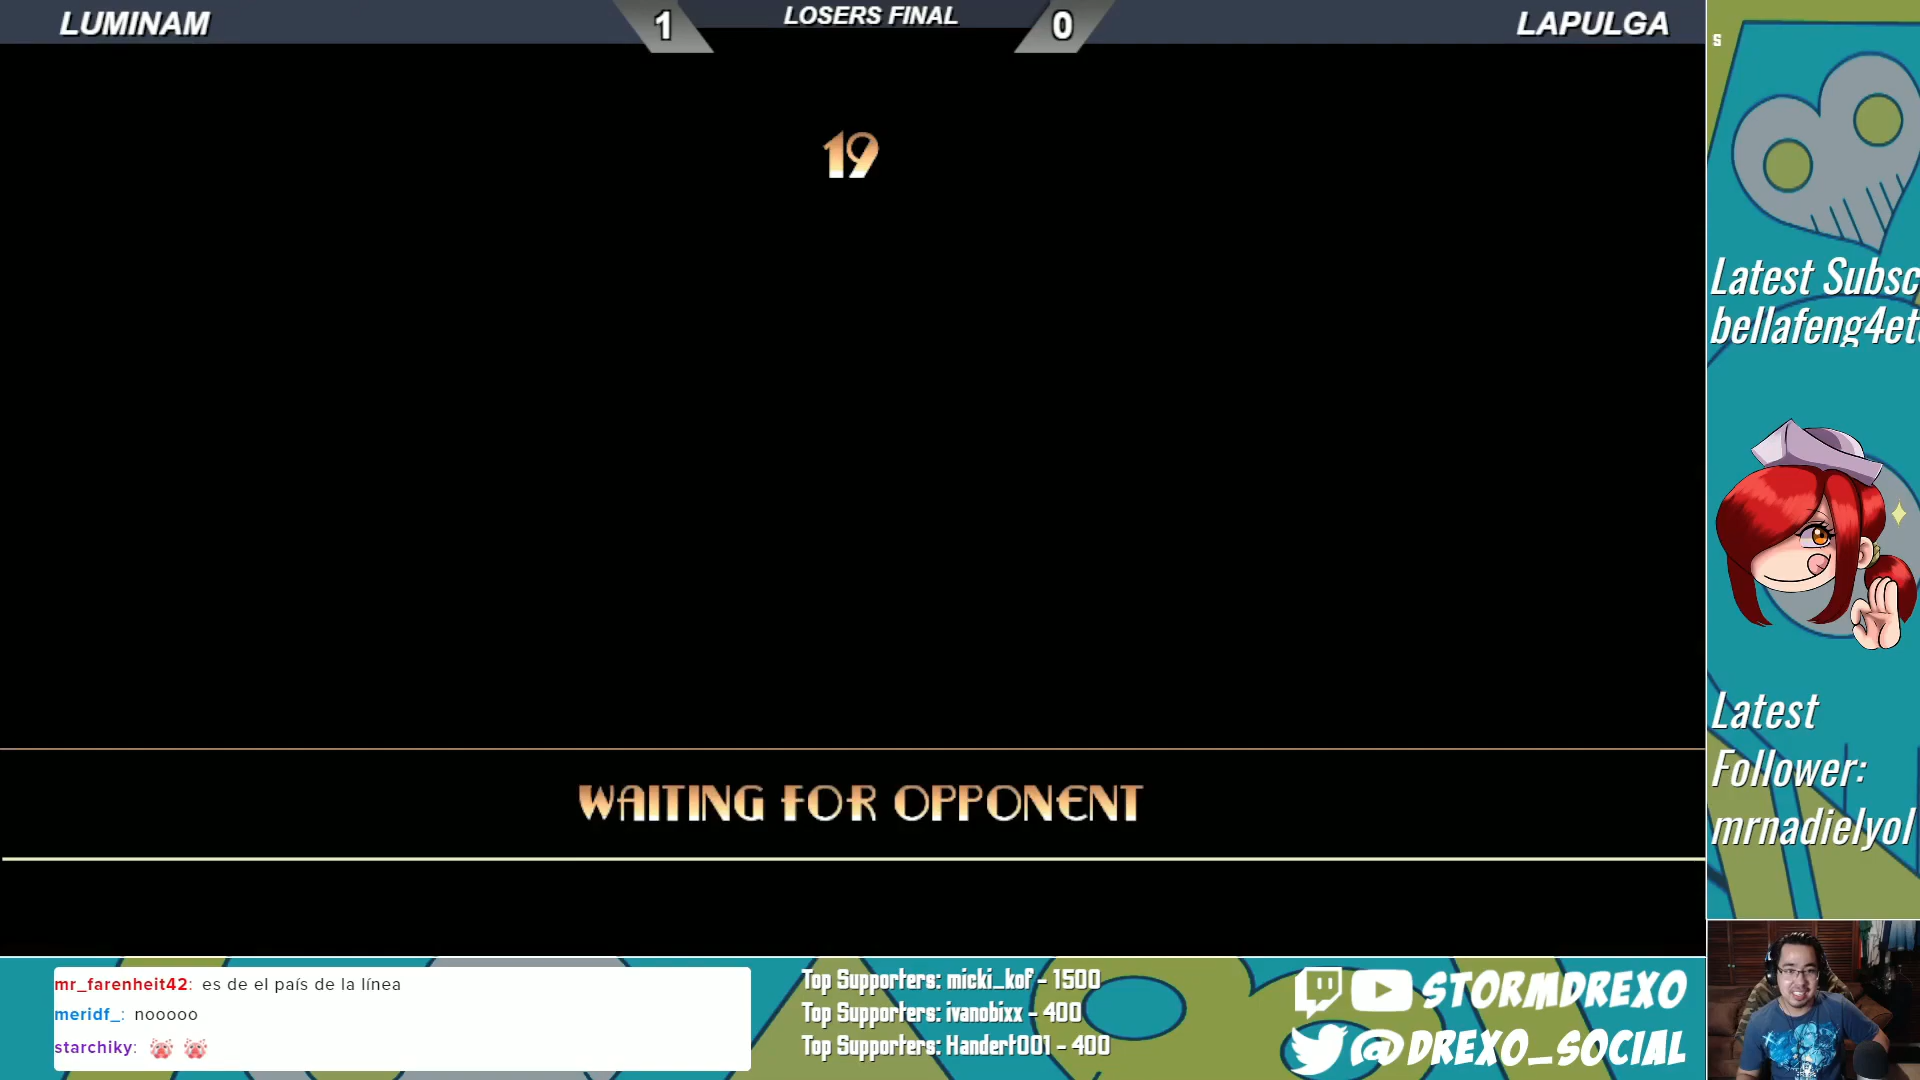 LUMINAM
1
LOSERS FINAL
0
LAPULGA
s
19
Latest Subsc
bellafeng4et
Latest
Follower:
mrnadielyol
WAITING FOR OPPONENT
mr_farenheit42: es de el país de la línea
meridf_: nooooo
starchiky:
Top Supporters: micki_kof - 1500
Top Supporters: ivanobixx - 400
Top Supporters: Handert001 - 400
STORMDREXO
@DREXO_SOCIAL